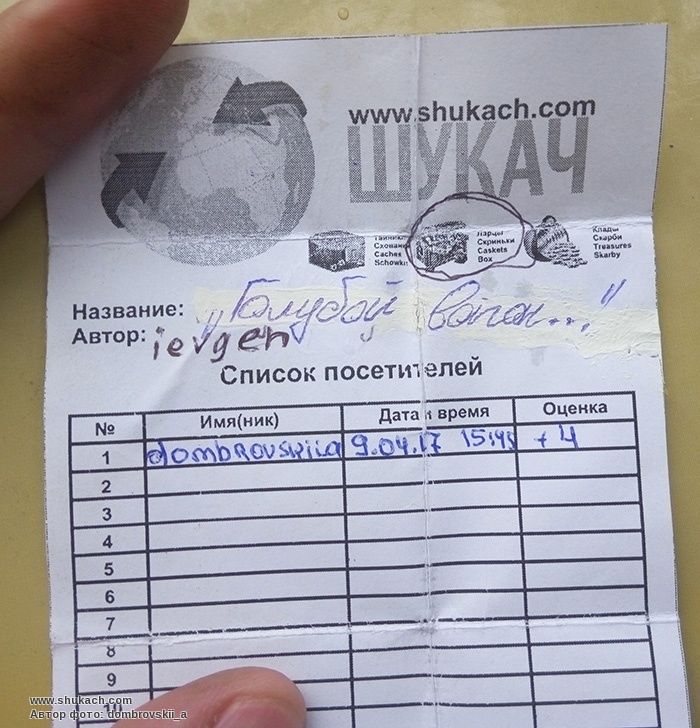 www.shukach.com
ШУКАЧ
Тайники Ларцы Клады
Схованки Скриньки Скарби
Caches Caskets Treasures
Schowki Box Skarby
Название: „Голубой вагон..."
Автор: ievgen
Список посетителей
№ Имя(ник) Дата и время Оценка
1 dombrovskii_a 9.04.17 15:45 +4
2
3
4
5
6
7
8
9
10
www.shukach.com
Автор фото: dombrovskii_a